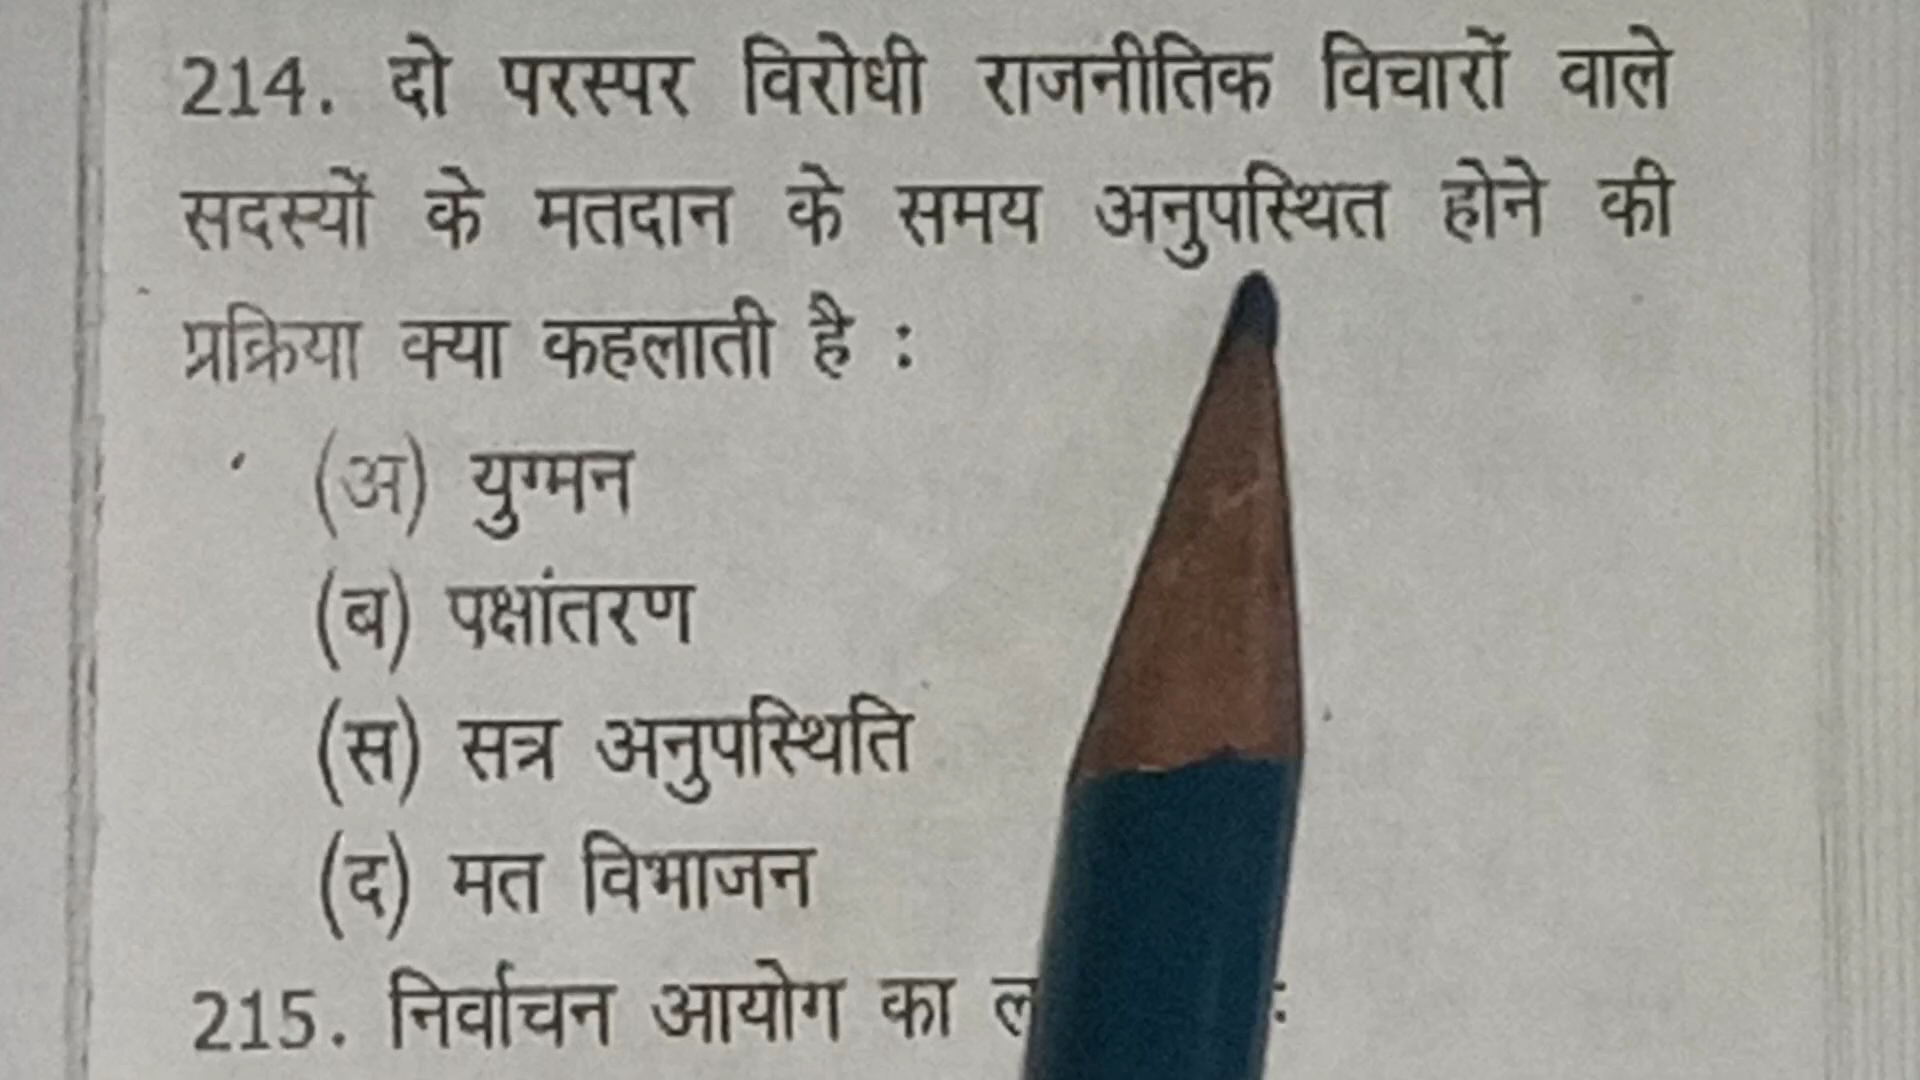 214. दो परस्पर विरोधी राजनीतिक विचारों वाले
सदस्यों के मतदान के समय अनुपस्थित होने की
प्रक्रिया क्या कहलाती है :
(अ) युग्मन
(ब) पक्षांतरण
(स) सत्र अनुपस्थिति
(द) मत विभाजन
215. निर्वाचन आयोग का